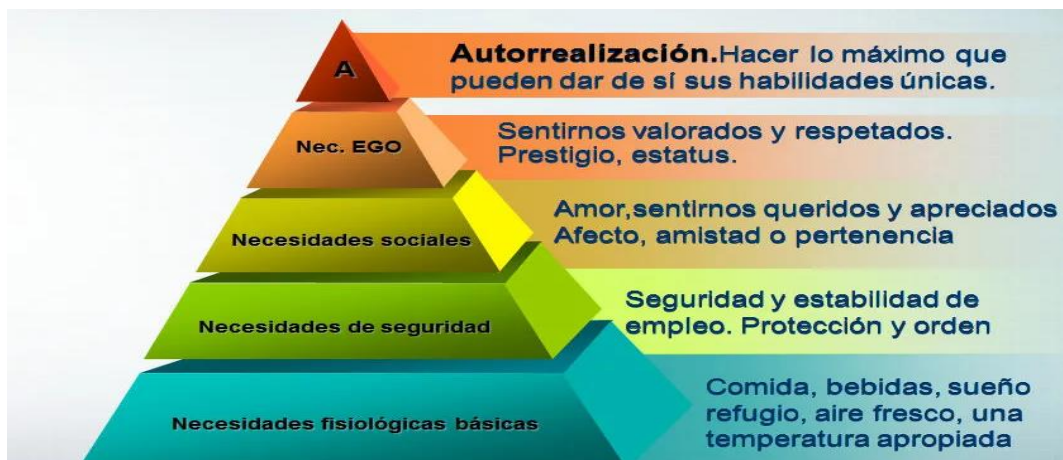 A
Autorrealización.Hacer lo máximo que
pueden dar de sí sus habilidades únicas.
Nec. EGO
Sentirnos valorados y respetados.
Prestigio, estatus.
Necesidades sociales
Amor,sentirnos queridos y apreciados
Afecto, amistad o pertenencia
Necesidades de seguridad
Seguridad y estabilidad de
empleo. Protección y orden
Necesidades fisiológicas básicas
Comida, bebidas, sueño
refugio, aire fresco, una
temperatura apropiada